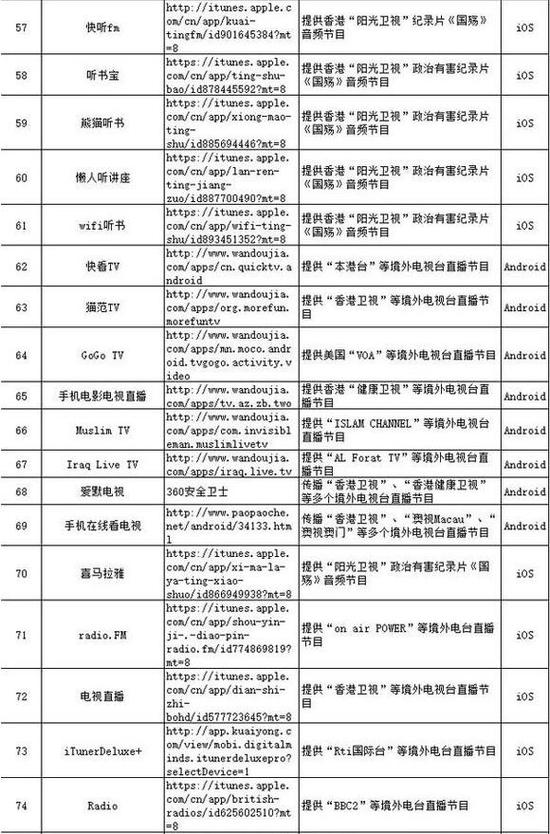 57
快听fm
http://itunes.apple.c
om/cn/app/kuai-
tingfm/id901645384?mt
=8
提供香港“阳光卫视”纪录片《国殇》
音频节目
iOS
58
听书宝
https://itunes.apple.
com/cn/app/ting-shu-
bao/id878445592?mt=8
提供香港“阳光卫视”政治有害纪录片
《国殇》音频节目
iOS
59
熊猫听书
https://itunes.apple.
com/cn/app/xiong-mao-
ting-
shu/id885694446?mt=8
提供香港“阳光卫视”政治有害纪录片
《国殇》音频节目
iOS
60
懒人听讲座
https://itunes.apple.
com/cn/app/lan-ren-
ting-jiang-
zuo/id887700490?mt=8
提供香港“阳光卫视”政治有害纪录片
《国殇》音频节目
iOS
61
wifi听书
https://itunes.apple.
com/cn/app/wifi-ting-
shu/id893451352?mt=8
提供香港“阳光卫视”政治有害纪录片
《国殇》音频节目
iOS
62
快看TV
http://www.wandoujia.
com/apps/cn.quicktv.a
ndroid
提供“本港台”等境外电视台直播节目
Android
63
猫范TV
http://www.wandoujia.
com/apps/org.morefun.
morefuntv
提供“香港卫视”等境外电视台直播节
目
Android
64
GoGo TV
http://www.wandoujia.
com/apps/mn.moco.andr
oid.tvgogo.activity.v
ideo
提供美国“VOA”等境外电视台直播节目
Android
65
手机电影电视直播
http://www.wandoujia.
com/apps/tv.az.zb.two
提供香港“健康卫视”等境外电视台直
播节目
Android
66
Muslim TV
http://www.wandoujia.
com/apps/com.invisibl
eman.muslimlivetv
提供“ISLAM CHANNEL”等境外电视台直
播节目
Android
67
Iraq Live TV
http://www.wandoujia.
com/apps/iraq.live.tv
提供“AL Forat TV”等境外电视台直播
节目
Android
68
爱默电视
360安全卫士
传播“香港卫视”、“香港健康卫视”
等多个境外电视台直播节目
Android
69
手机在线看电视
http://www.paopaoche.
net/android/34133.htm
l
传播“香港卫视”、“澳视Macau”、“
澳视澳门”等多个境外电视台直播节目
Android
70
喜马拉雅
https://itunes.apple.
com/cn/app/xi-ma-la-
ya-ting-xiao-
shuo/id866949938?mt=8
提供“阳光卫视”政治有害纪录片《国
殇》音频节目
iOS
71
radio.FM
https://itunes.apple.
com/cn/app/shou-yin-
ji-.-diao-pin-
radio.fm/id774869819?
mt=8
提供“on air POWER”等境外电台直播
节目
iOS
72
电视直播
https://itunes.apple.
com/cn/app/dian-shi-
zhi-
bohd/id577723645?mt=8
提供“香港卫视”等境外电视台直播节
目
iOS
73
iTunerDeluxe+
http://app.kuaiyong.c
om/view/mobi.digitalm
inds.itunerdeluxepro?
selectDevice=1
提供“Rti国际台”等境外电台直播节目
iOS
74
Radio
https://itunes.apple.
com/cn/app/british-
radios/id625602510?mt
=8
提供“BBC2”等境外电台直播节目
iOS